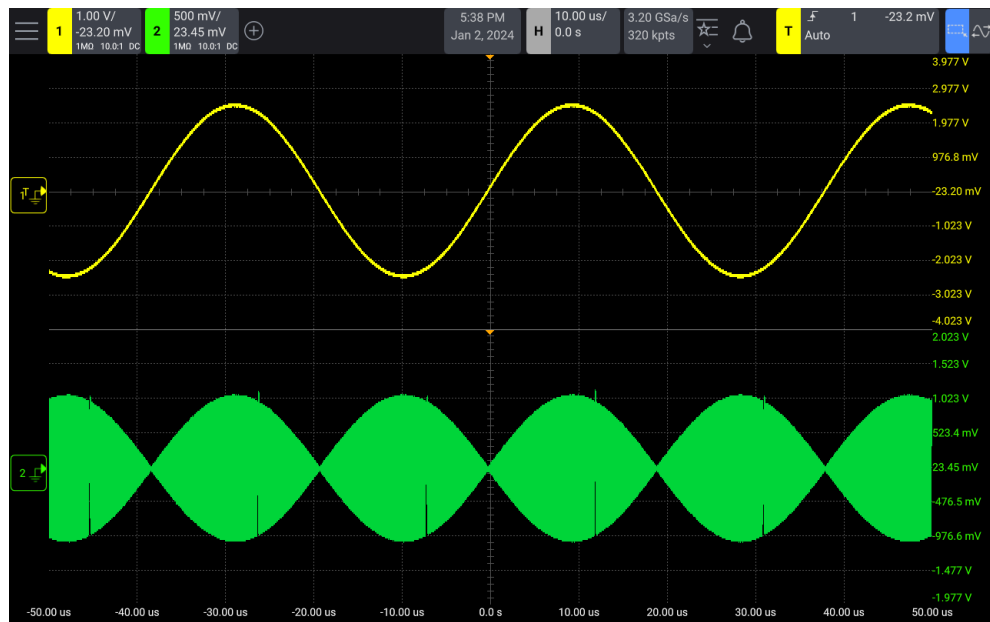 1 1.00 V/ -23.20 mV 1MΩ 10.0:1 DC
2 500 mV/ 23.45 mV 1MΩ 10.0:1 DC
5:38 PM
Jan 2, 2024
H 10.00 us/ 0.0 s
3.20 GSa/s
320 kpts
T 1 -23.2 mV
Auto
3.977 V
2.977 V
1.977 V
976.8 mV
1T
-23.20 mV
-1.023 V
-2.023 V
-3.023 V
-4.023 V
2.023 V
1.523 V
1.023 V
523.4 mV
2
23.45 mV
-476.5 mV
-976.6 mV
-1.477 V
-1.977 V
-50.00 us -40.00 us -30.00 us -20.00 us -10.00 us 0.0 s 10.00 us 20.00 us 30.00 us 40.00 us 50.00 us